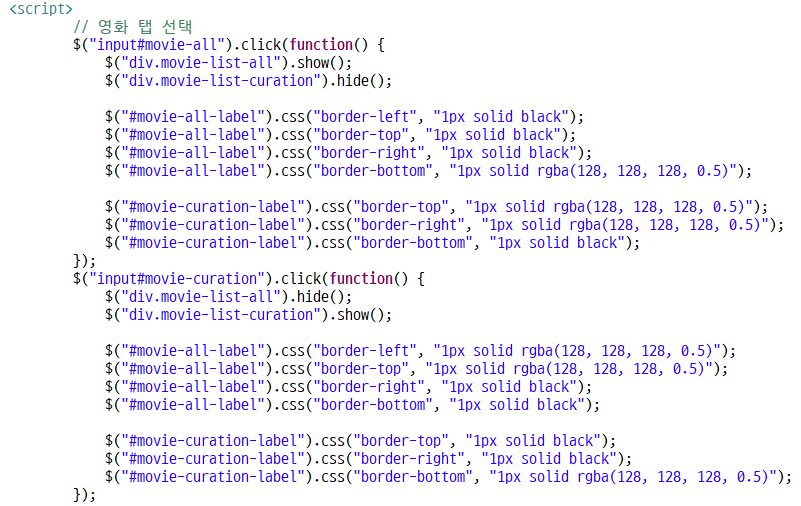 <script>
// 영화 탭 선택
$("input#movie-all").click(function() {
$("div.movie-list-all").show();
$("div.movie-list-curation").hide();
$("#movie-all-label").css("border-left", "1px solid black");
$("#movie-all-label").css("border-top", "1px solid black");
$("#movie-all-label").css("border-right", "1px solid black");
$("#movie-all-label").css("border-bottom", "1px solid rgba(128, 128, 128, 0.5)");
$("#movie-curation-label").css("border-top", "1px solid rgba(128, 128, 128, 0.5)");
$("#movie-curation-label").css("border-right", "1px solid rgba(128, 128, 128, 0.5)");
$("#movie-curation-label").css("border-bottom", "1px solid black");
});
$("input#movie-curation").click(function() {
$("div.movie-list-all").hide();
$("div.movie-list-curation").show();
$("#movie-all-label").css("border-left", "1px solid rgba(128, 128, 128, 0.5)");
$("#movie-all-label").css("border-top", "1px solid rgba(128, 128, 128, 0.5)");
$("#movie-all-label").css("border-right", "1px solid black");
$("#movie-all-label").css("border-bottom", "1px solid black");
$("#movie-curation-label").css("border-top", "1px solid black");
$("#movie-curation-label").css("border-right", "1px solid black");
$("#movie-curation-label").css("border-bottom", "1px solid rgba(128, 128, 128, 0.5)");
});